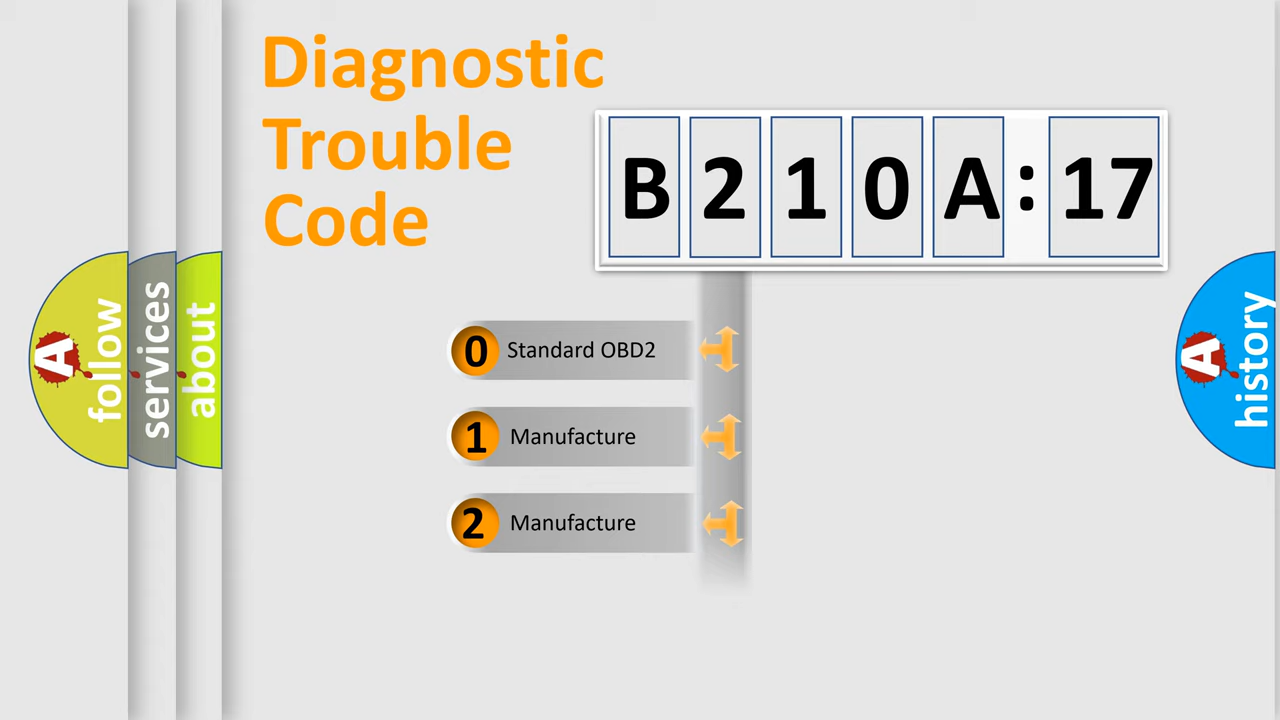 Diagnostic
Trouble
Code
B 2 1 0 A : 17
0 Standard OBD2
1 Manufacture
2 Manufacture
A follow
services
about
A history